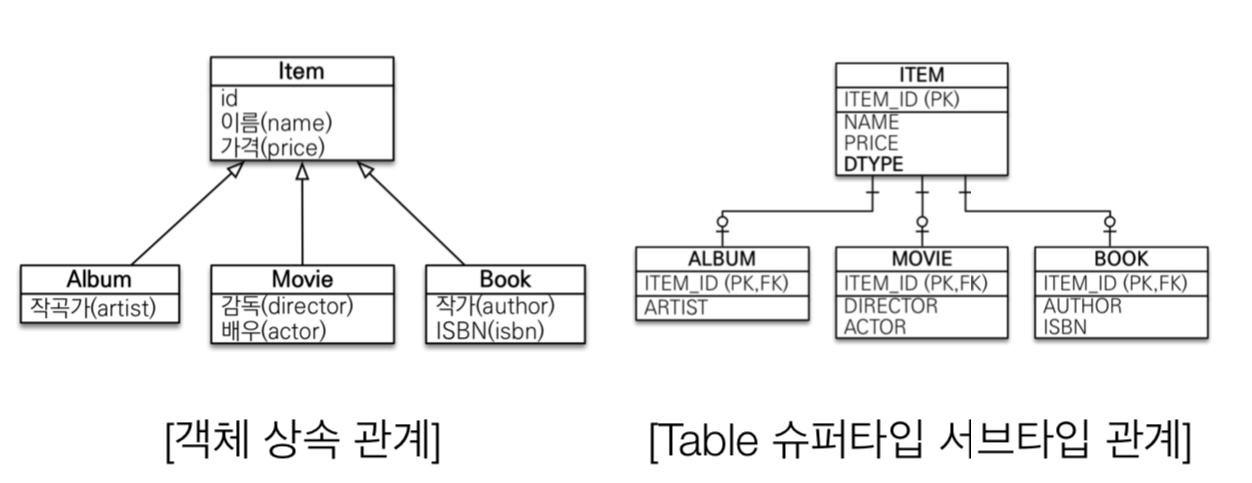 Item
id
이름(name)
가격(price)
Album
작곡가(artist)
Movie
감독(director)
배우(actor)
Book
작가(author)
ISBN(isbn)
[객체 상속 관계]
ITEM
ITEM_ID (PK)
NAME
PRICE
DTYPE
ALBUM
ITEM_ID (PK,FK)
ARTIST
MOVIE
ITEM_ID (PK,FK)
DIRECTOR
ACTOR
BOOK
ITEM_ID (PK,FK)
AUTHOR
ISBN
[Table 슈퍼타입 서브타입 관계]